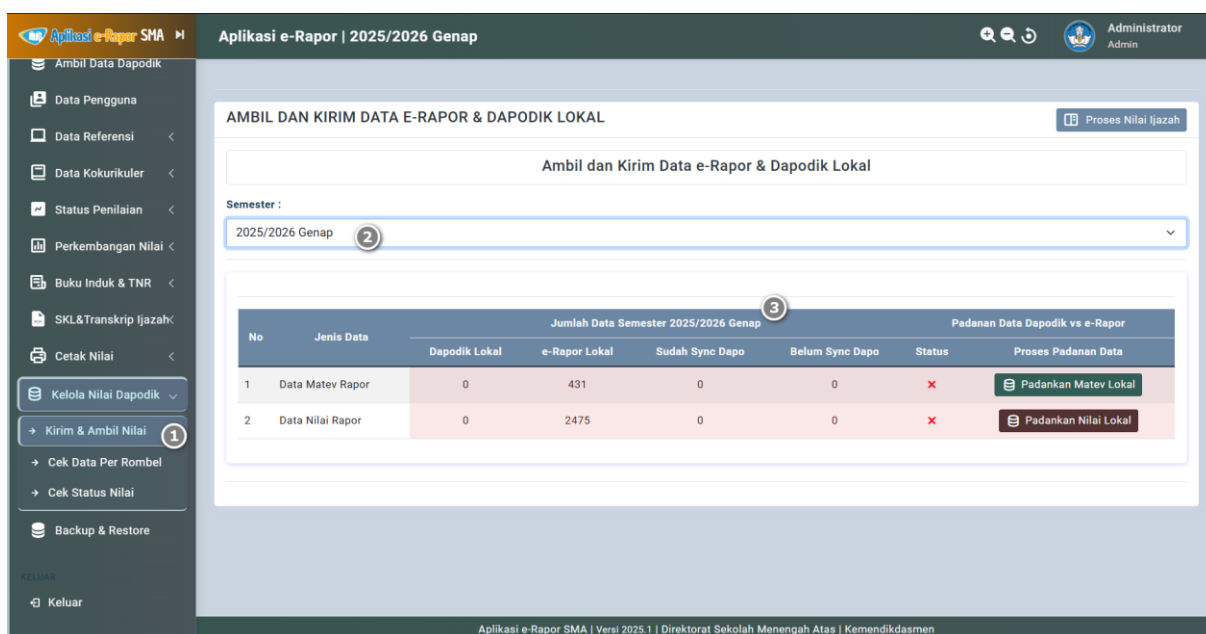 Aplikasi e-Rapor SMA
Aplikasi e-Rapor | 2025/2026 Genap
Administrator
Admin
Ambil Data Dapodik
Data Pengguna
Data Referensi
Data Kokurikuler
Status Penilaian
Perkembangan Nilai
Buku Induk & TNR
SKL&Transkrip Ijazah
Cetak Nilai
Kelola Nilai Dapodik
Kirim & Ambil Nilai 1
Cek Data Per Rombel
Cek Status Nilai
Backup & Restore
KELUAR
Keluar
AMBIL DAN KIRIM DATA E-RAPOR & DAPODIK LOKAL
Proses Nilai Ijazah
Ambil dan Kirim Data e-Rapor & Dapodik Lokal
Semester :
2025/2026 Genap 2
3
No Jenis Data Jumlah Data Semester 2025/2026 Genap Padanan Data Dapodik vs e-Rapor
Dapodik Lokal e-Rapor Lokal Sudah Sync Dapo Belum Sync Dapo Status Proses Padanan Data
1 Data Matev Rapor 0 431 0 0 × Padankan Matev Lokal
2 Data Nilai Rapor 0 2475 0 0 × Padankan Nilai Lokal
Aplikasi e-Rapor SMA | Versi 2025.1 | Direktorat Sekolah Menengah Atas | Kemendikdasmen